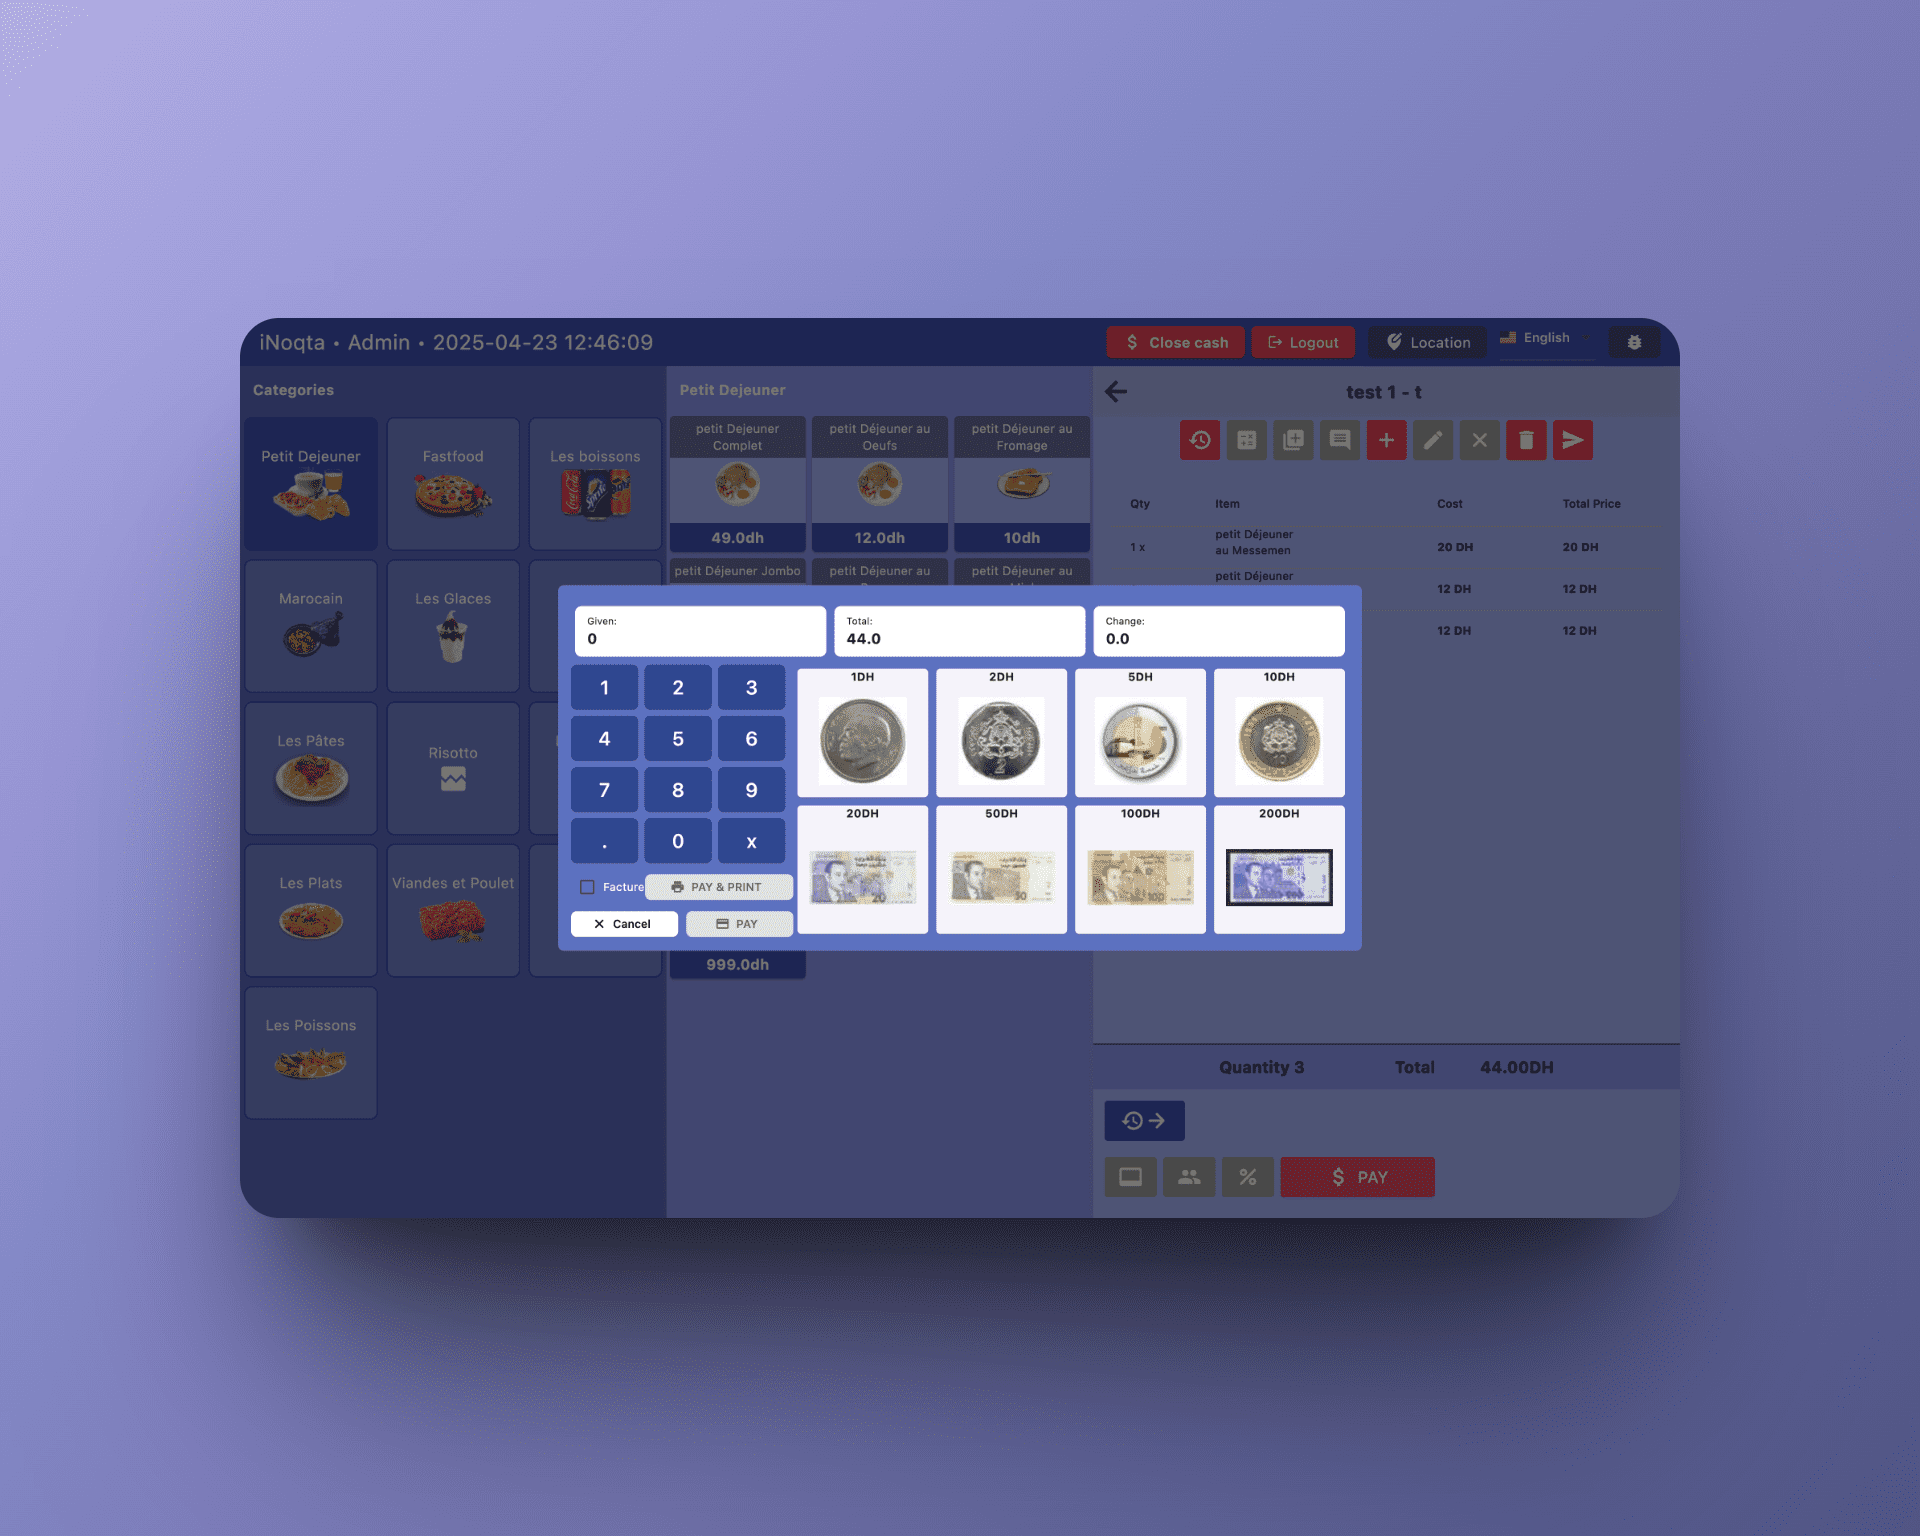 iNoqta • Admin • 2025-04-23 12:46:09
Close cash
Logout
Location
English
Categories
Petit Dejeuner
Fastfood
Les boissons
Marocain
Les Glaces
Les Pâtes
Risotto
Les Plats
Viandes et Poulet
Les Poissons
Petit Dejeuner
petit Dejeuner
Complet
49.0dh
petit Déjeuner au
Oeufs
12.0dh
petit Déjeuner au
Fromage
10dh
petit Déjeuner Jombo
petit Déjeuner au
petit Déjeuner au
999.0dh
test 1 - t
Qty Item Cost Total Price
1 x petit Déjeuner
au Messemen 20 DH 20 DH
petit Déjeuner
12 DH 12 DH
12 DH 12 DH
Quantity 3 Total 44.00DH
$ PAY
Given:
0
Total:
44.0
Change:
0.0
1 2 3
4 5 6
7 8 9
. 0 x
Facture
PAY & PRINT
Cancel
PAY
1DH
2DH
5DH
10DH
20DH
50DH
100DH
200DH